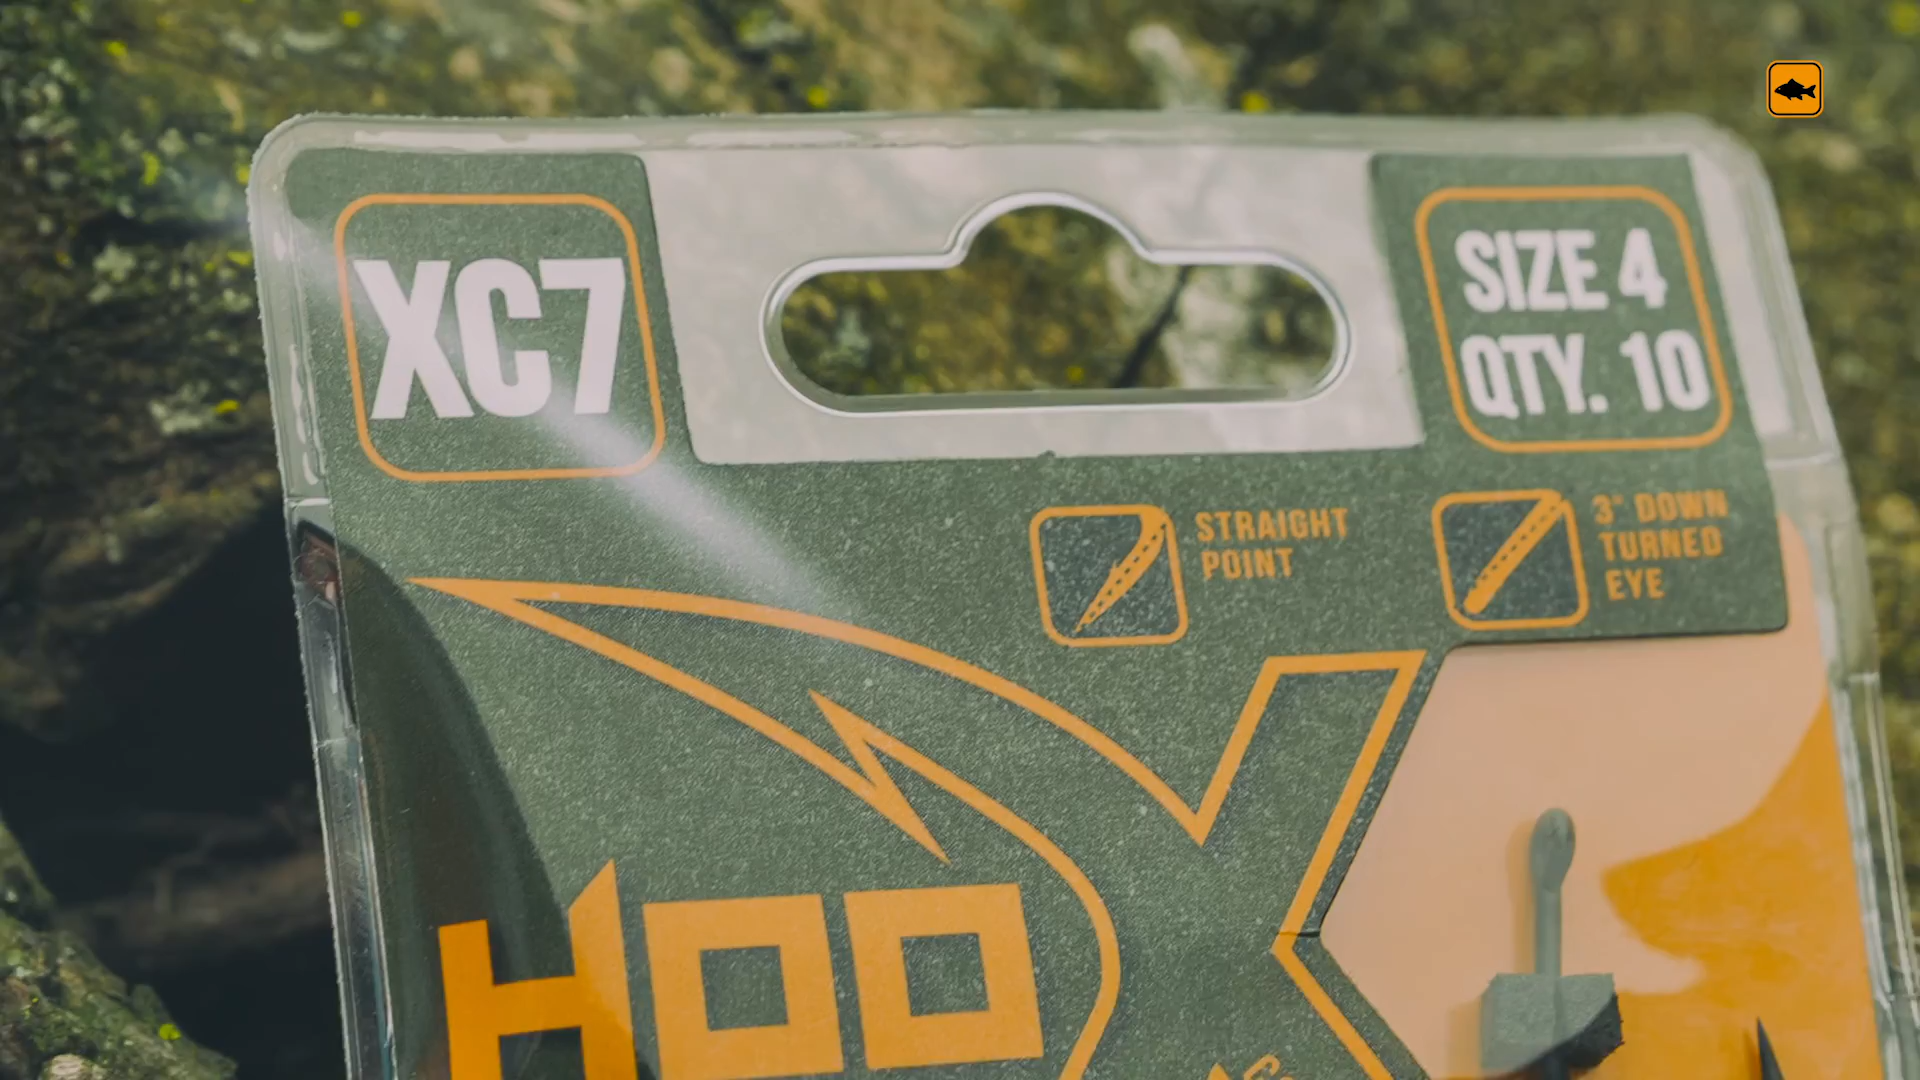 XC7
SIZE 4
QTY. 10
STRAIGHT
POINT
3° DOWN
TURNED
EYE
HOO